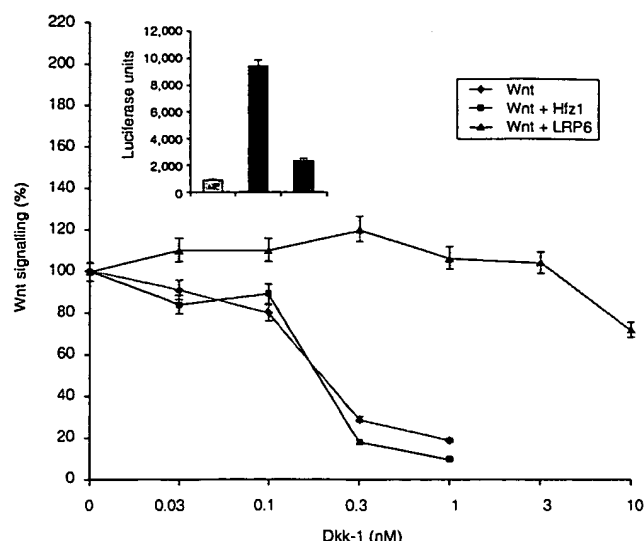 220
200
180
160
140
120
100
80
60
40
20
0
Wnt signalling (%)
12,000
10,000
8,000
6,000
4,000
2,000
0
Luciferase units
Wnt
Wnt + Hfz1
Wnt + LRP6
0 0.03 0.1 0.3 1 3 10
Dkk-1 (nM)